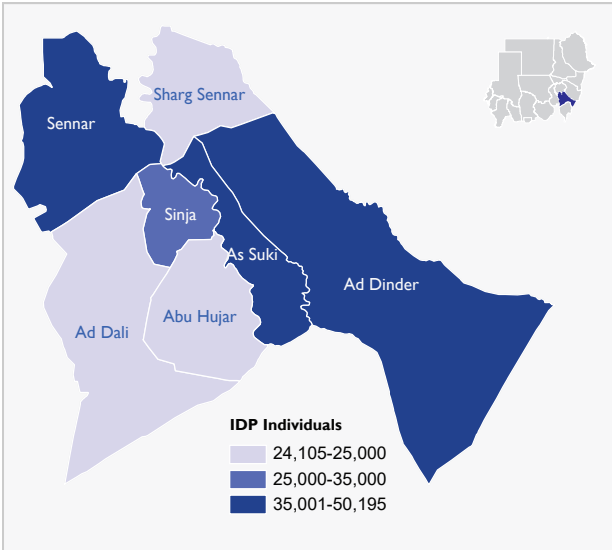 Sharg Sennar
Sennar
Sinja
As Suki
Ad Dinder
Abu Hujar
Ad Dali
IDP Individuals
24,105-25,000
25,000-35,000
35,001-50,195